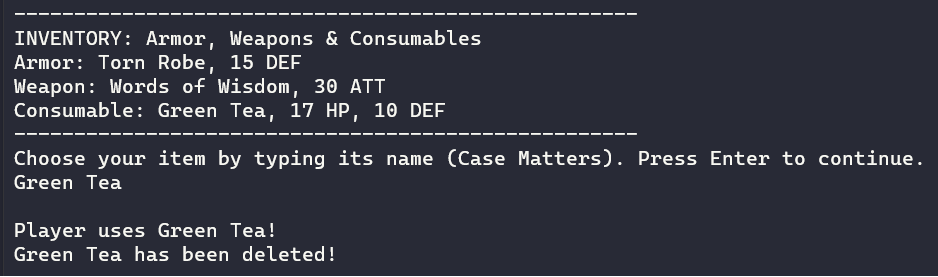 ----------------------------------------------------
INVENTORY: Armor, Weapons & Consumables
Armor: Torn Robe, 15 DEF
Weapon: Words of Wisdom, 30 ATT
Consumable: Green Tea, 17 HP, 10 DEF
----------------------------------------------------
Choose your item by typing its name (Case Matters). Press Enter to continue.
Green Tea

Player uses Green Tea!
Green Tea has been deleted!